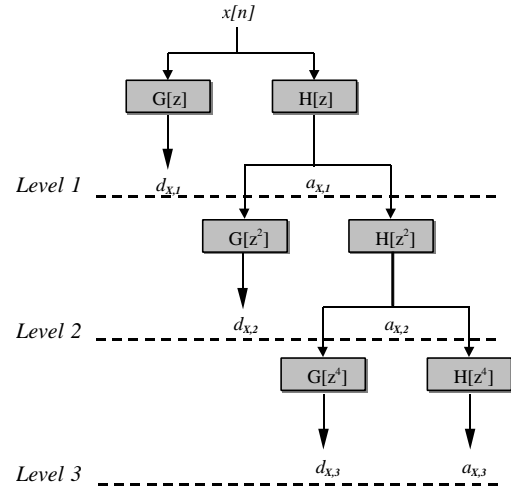 x[n]
G[z] H[z]
Level 1 d_{X,1} a_{X,1}
G[z²] H[z²]
Level 2 d_{X,2} a_{X,2}
G[z⁴] H[z⁴]
Level 3 d_{X,3} a_{X,3}